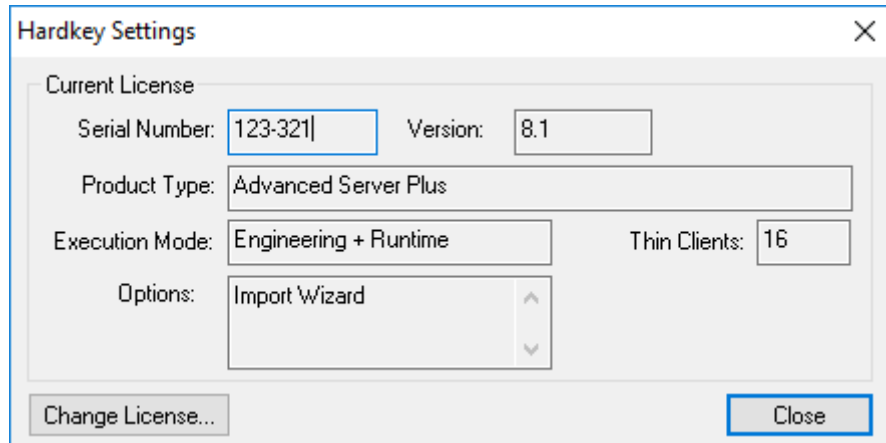 Hardkey Settings
Current License
Serial Number: 123-321 Version: 8.1
Product Type: Advanced Server Plus
Execution Mode: Engineering + Runtime Thin Clients: 16
Options: Import Wizard
Change License... Close